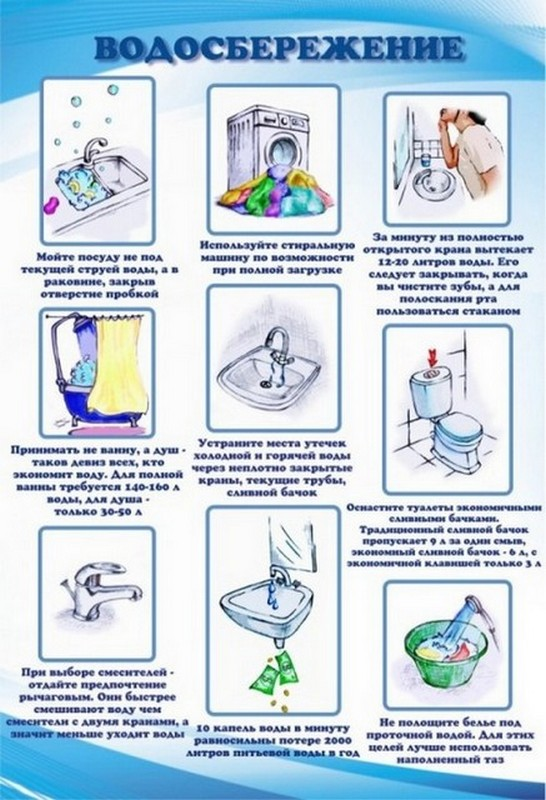 ВОДОСБЕРЕЖЕНИЕ
Мойте посуду не под
текущей струей воды, а в
раковине, закрыв
отверстие пробкой
Используйте стиральную
машину по возможности
при полной загрузке
За минуту из полностью
открытого крана вытекает
12-20 литров воды. Его
следует закрывать, когда
вы чистите зубы, а для
полоскания рта
пользоваться стаканом
Принимать не ванну, а душ -
таков девиз всех, кто
экономит воду. Для полной
ванны требуется 140-160 л
воды, для душа -
только 30-50 л
Устраните места утечек
холодной и горячей воды
через неплотно закрытые
краны, текущие трубы,
сливной бачок
Оснастите туалеты экономичными
сливными бачками.
Традиционный сливной бачок
пропускает 9 л за один смыв,
экономный сливной бачок - 6 л, с
экономичной клавишей только 3 л
При выборе смесителей -
отдайте предпочтение
рычаговым. Они быстрее
смешивают воду чем
смесители с двумя кранами, а
значит меньше уходит воды
10 капель воды в минуту
равносильны потере 2000
литров питьевой воды в год
Не полощите белье под
проточной водой. Для этих
целей лучше использовать
наполненный таз